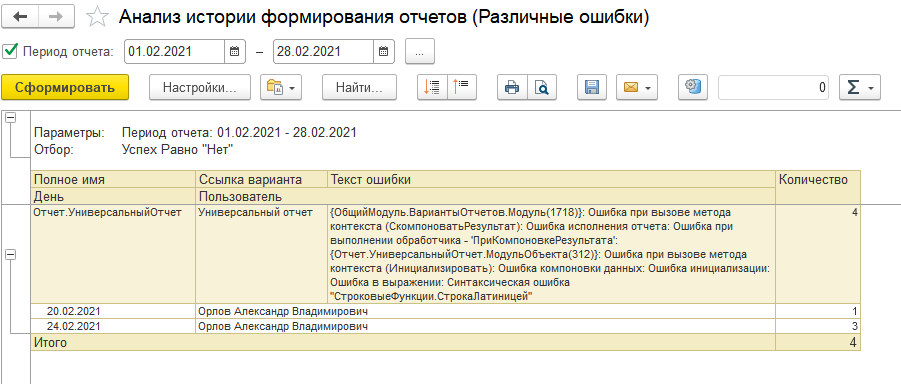 Анализ истории формирования отчетов (Различные ошибки)
Период отчета: 01.02.2021 – 28.02.2021 ...
Сформировать Настройки... Найти... 0 Σ
Параметры: Период отчета: 01.02.2021 - 28.02.2021
Отбор: Успех Равно "Нет"
Полное имя Ссылка варианта Текст ошибки Количество
День Пользователь
Отчет.УниверсальныйОтчет Универсальный отчет {ОбщийМодуль.ВариантыОтчетов.Модуль(1718)}: Ошибка при вызове метода 4
контекста (СкомпоноватьРезультат): Ошибка исполнения отчета: Ошибка при
выполнении обработчика - 'ПриКомпоновкеРезультата':
{Отчет.УниверсальныйОтчет.МодульОбъекта(312)}: Ошибка при вызове метода
контекста (Инициализировать): Ошибка компоновки данных: Ошибка инициализации:
Ошибка в выражении: Синтаксическая ошибка
"СтроковыеФункции.СтрокаЛатиницей"
20.02.2021 Орлов Александр Владимирович 1
24.02.2021 Орлов Александр Владимирович 3
Итого 4